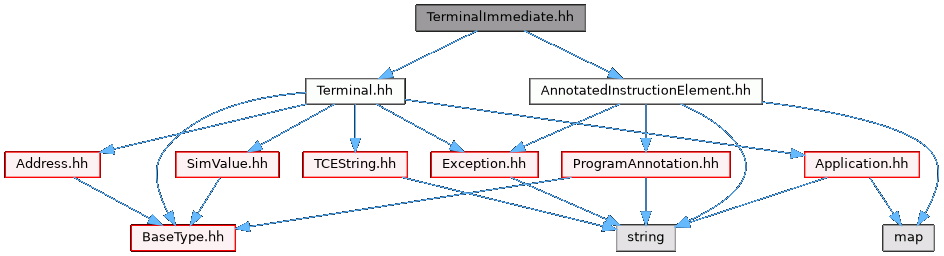 TerminalImmediate.hh
Terminal.hh
AnnotatedInstructionElement.hh
Address.hh
SimValue.hh
TCEString.hh
Exception.hh
ProgramAnnotation.hh
Application.hh
BaseType.hh
string
map